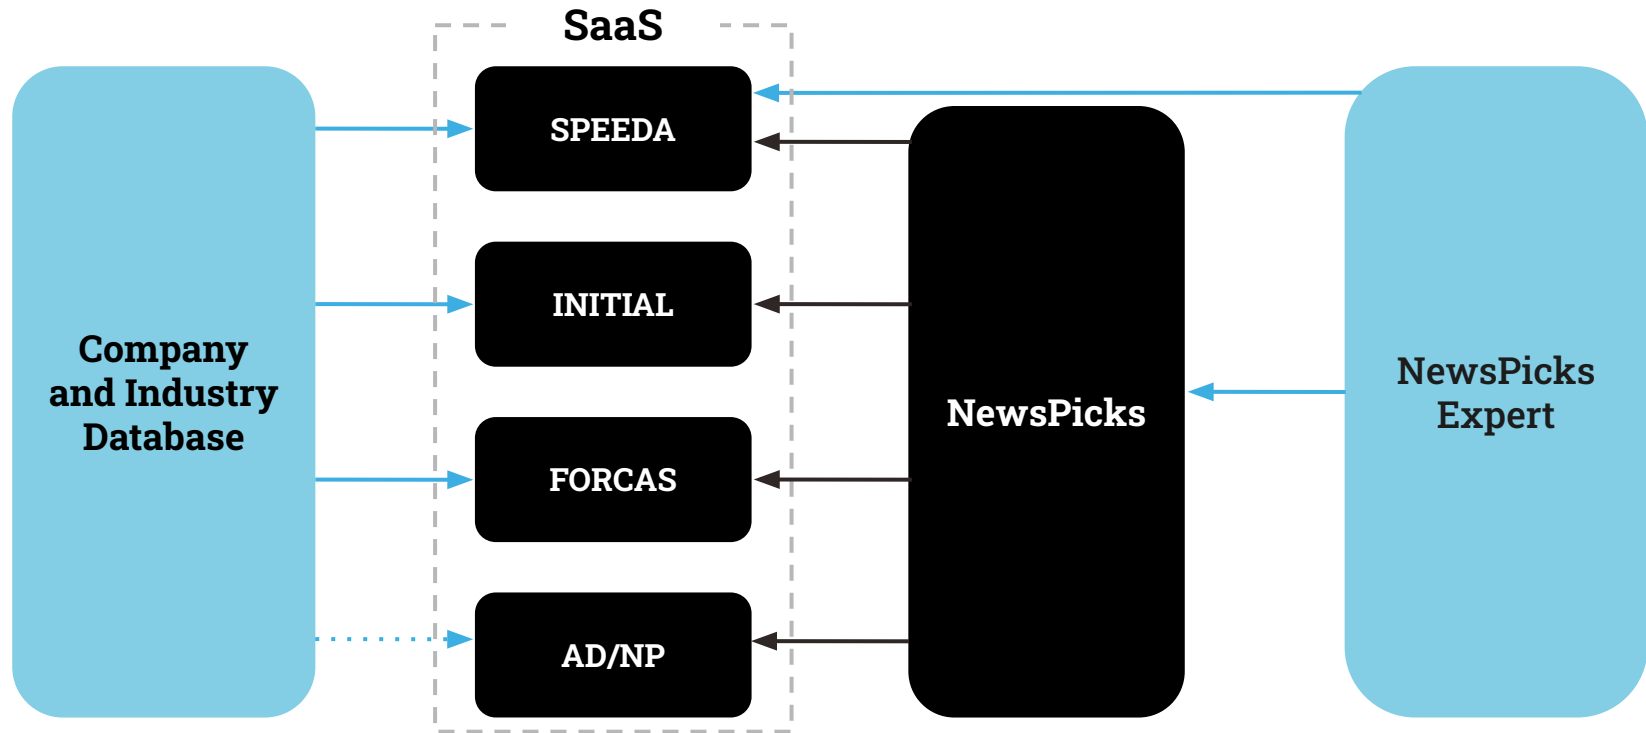 SaaS
Company
and Industry
Database
SPEEDA
INITIAL
FORCAS
AD/NP
NewsPicks
NewsPicks
Expert